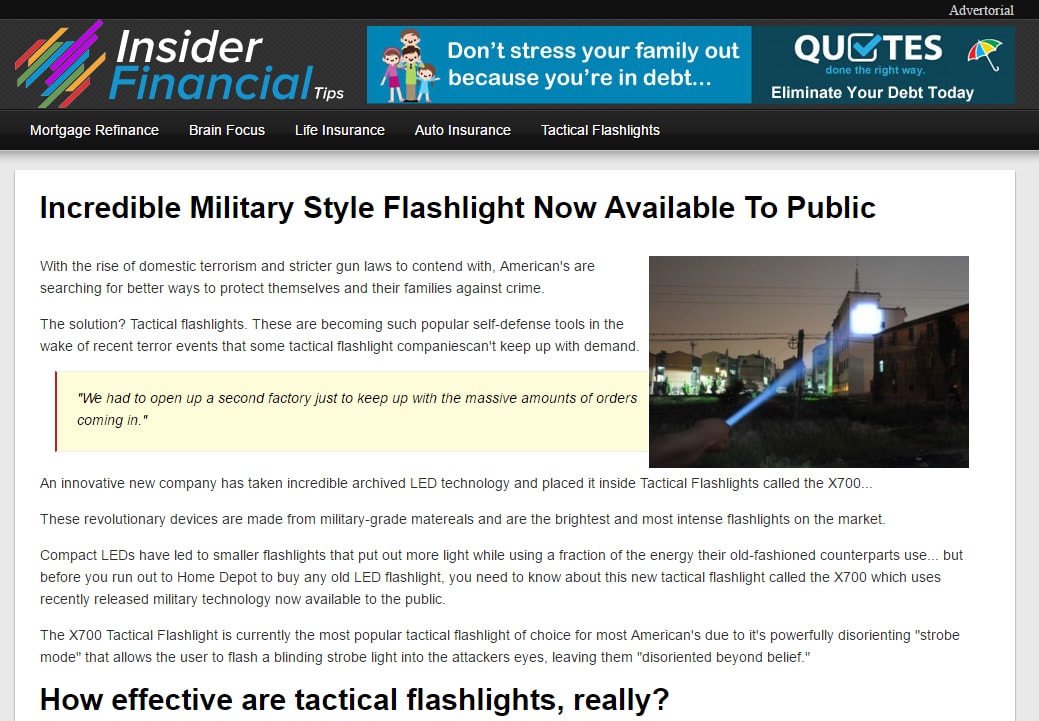 Advertorial
Insider
Financial Tips
Don't stress your family out
because you're in debt...
QUOTES
done the right way.
Eliminate Your Debt Today
Mortgage Refinance Brain Focus Life Insurance Auto Insurance Tactical Flashlights
Incredible Military Style Flashlight Now Available To Public
With the rise of domestic terrorism and stricter gun laws to contend with, American's are
searching for better ways to protect themselves and their families against crime.
The solution? Tactical flashlights. These are becoming such popular self-defense tools in the
wake of recent terror events that some tactical flashlight companiescan't keep up with demand.
"We had to open up a second factory just to keep up with the massive amounts of orders
coming in."
An innovative new company has taken incredible archived LED technology and placed it inside Tactical Flashlights called the X700...
These revolutionary devices are made from military-grade matereals and are the brightest and most intense flashlights on the market.
Compact LEDs have led to smaller flashlights that put out more light while using a fraction of the energy their old-fashioned counterparts use... but
before you run out to Home Depot to buy any old LED flashlight, you need to know about this new tactical flashlight called the X700 which uses
recently released military technology now available to the public.
The X700 Tactical Flashlight is currently the most popular tactical flashlight of choice for most American's due to it's powerfully disorienting "strobe
mode" that allows the user to flash a blinding strobe light into the attackers eyes, leaving them "disoriented beyond belief."
How effective are tactical flashlights, really?